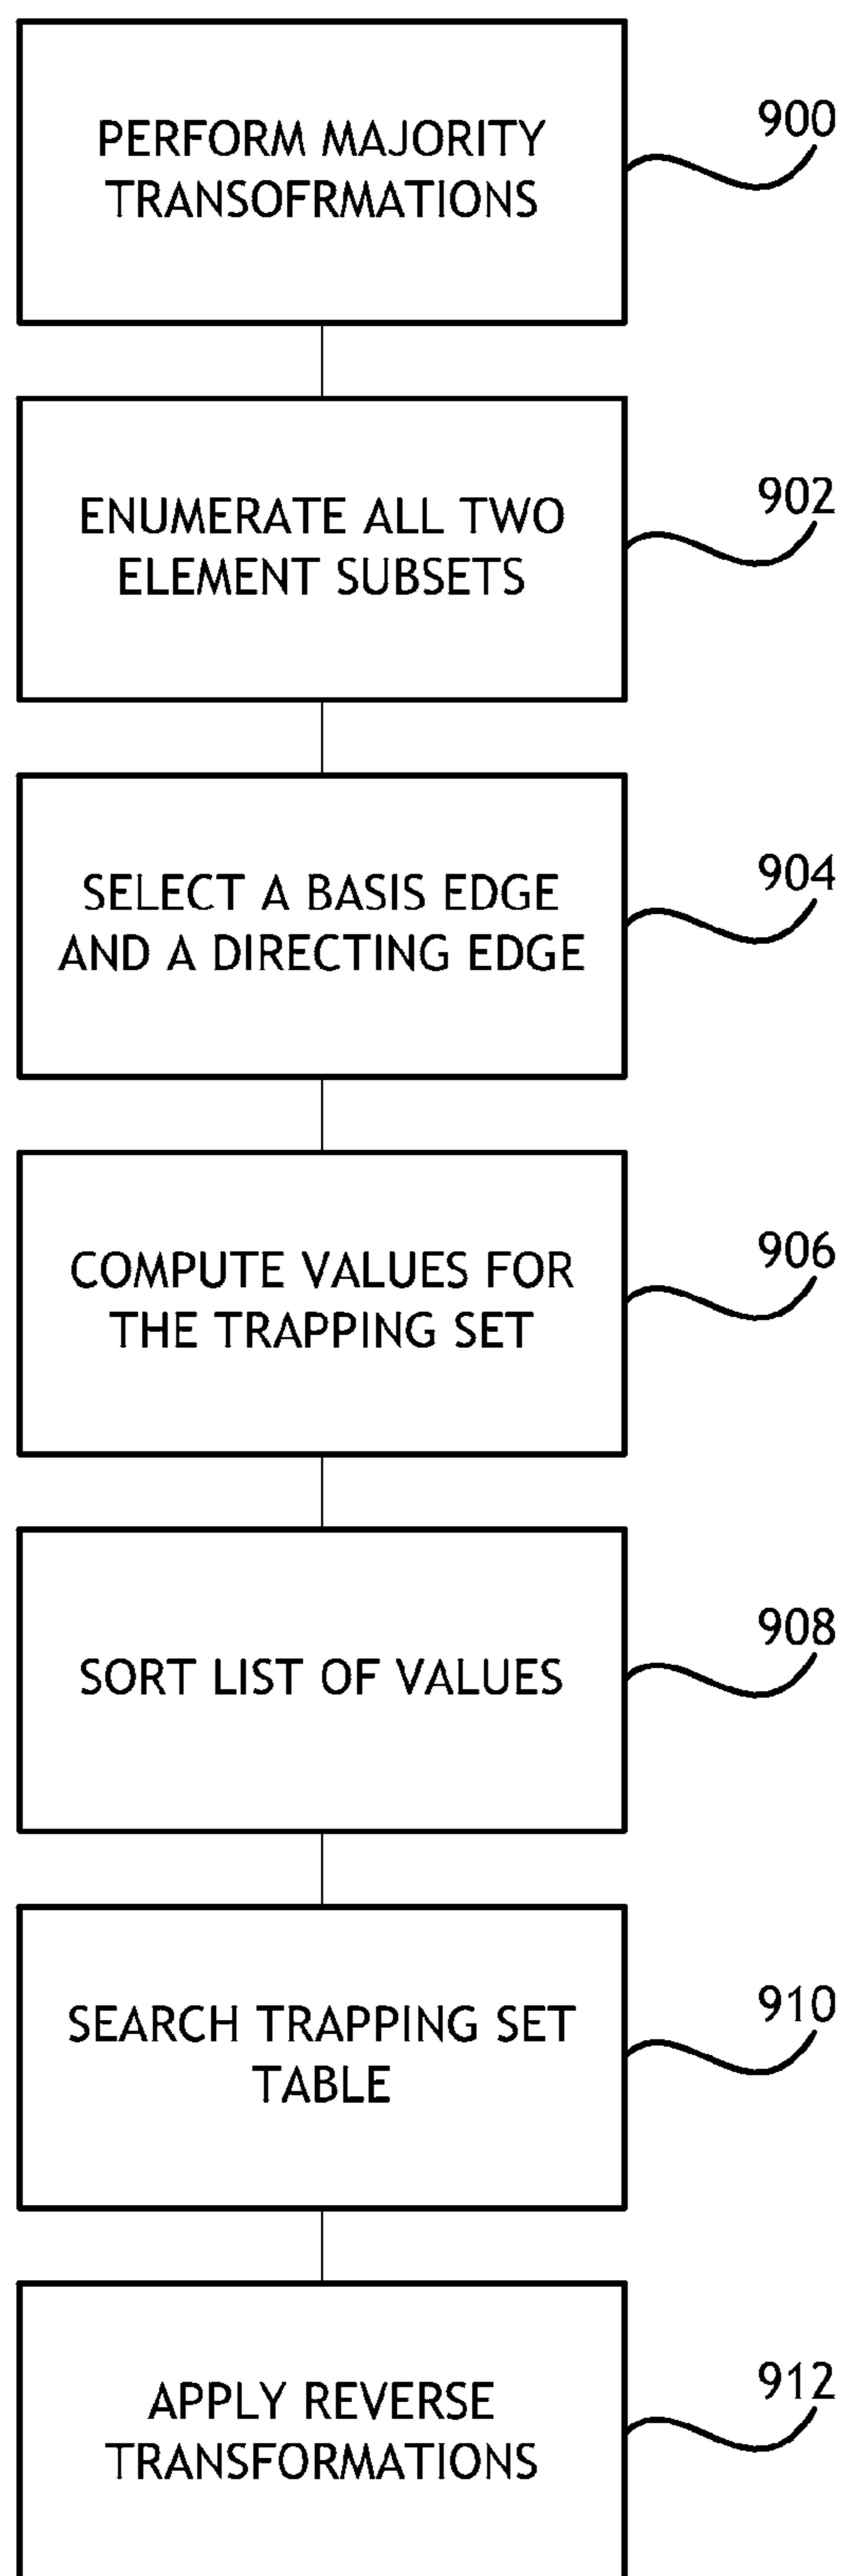 PERFORM MAJORITY
TRANSOFRMATIONS
900
ENUMERATE ALL TWO
ELEMENT SUBSETS
902
SELECT A BASIS EDGE
AND A DIRECTING EDGE
904
COMPUTE VALUES FOR
THE TRAPPING SET
906
SORT LIST OF VALUES
908
SEARCH TRAPPING SET
TABLE
910
APPLY REVERSE
TRANSFORMATIONS
912